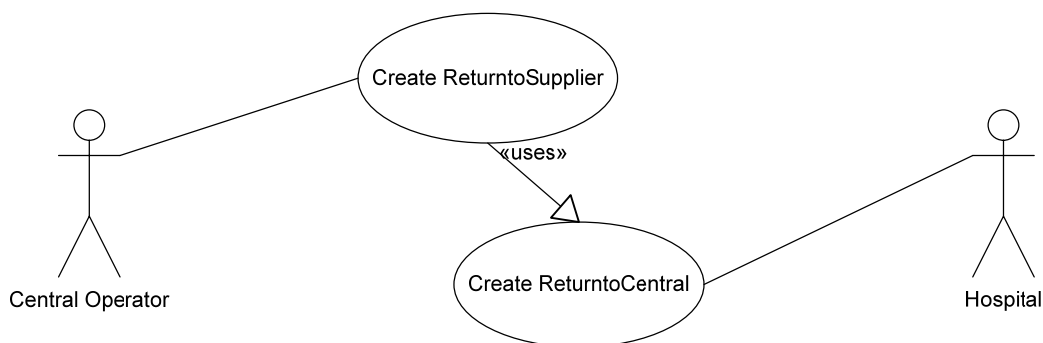 Create ReturntoSupplier
«uses»
Create ReturntoCentral
Central Operator
Hospital